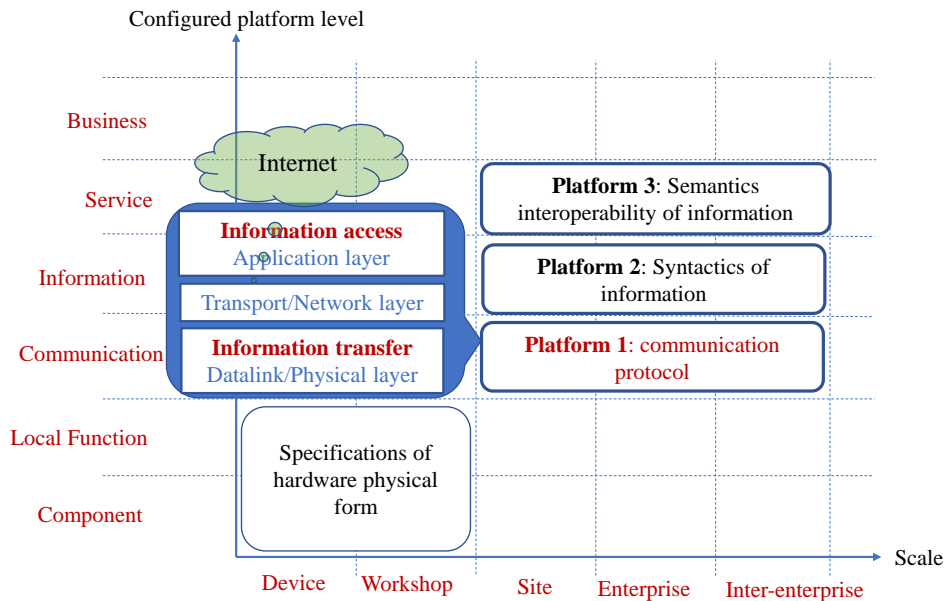 Configured platform level
Business
Internet
Service
Platform 3: Semantics
interoperability of information
Information access
Application layer
Information
Platform 2: Syntactics of
information
Transport/Network layer
Communication
Information transfer
Datalink/Physical layer
Platform 1: communication
protocol
Local Function
Specifications of
hardware physical
form
Component
Scale
Device
Workshop
Site
Enterprise
Inter-enterprise